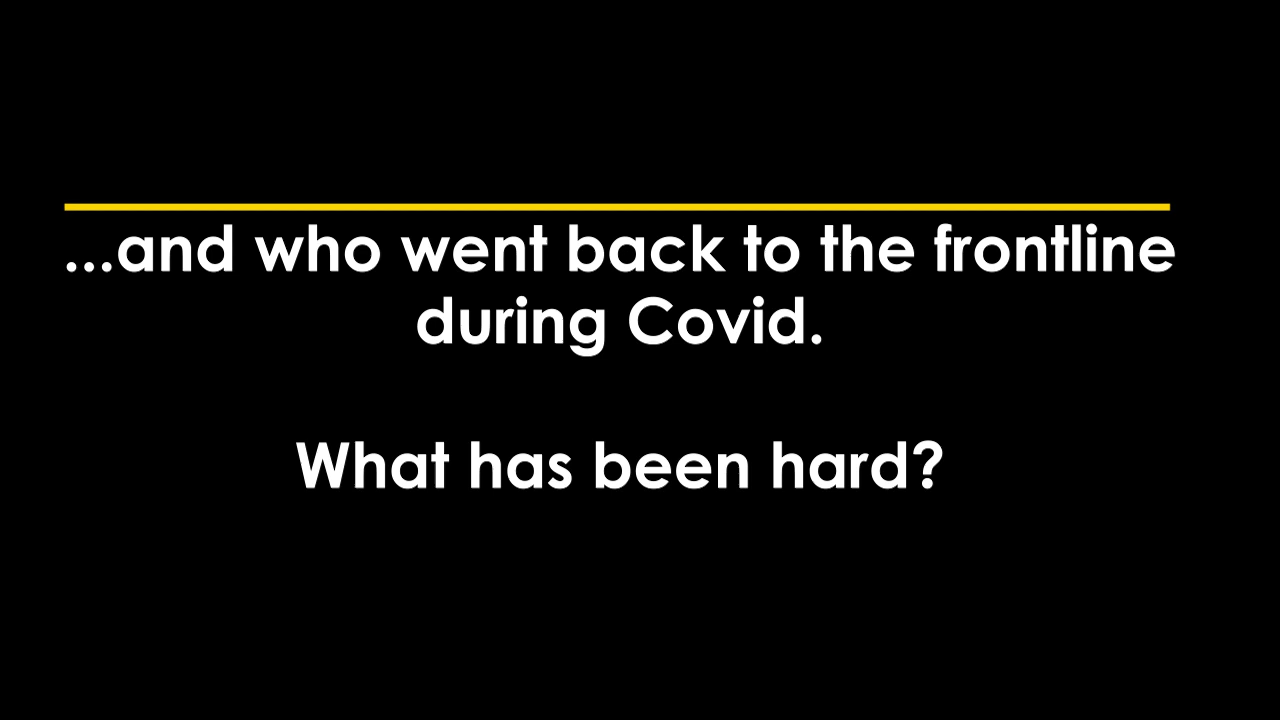 ...and who went back to the frontline
during Covid.
What has been hard?